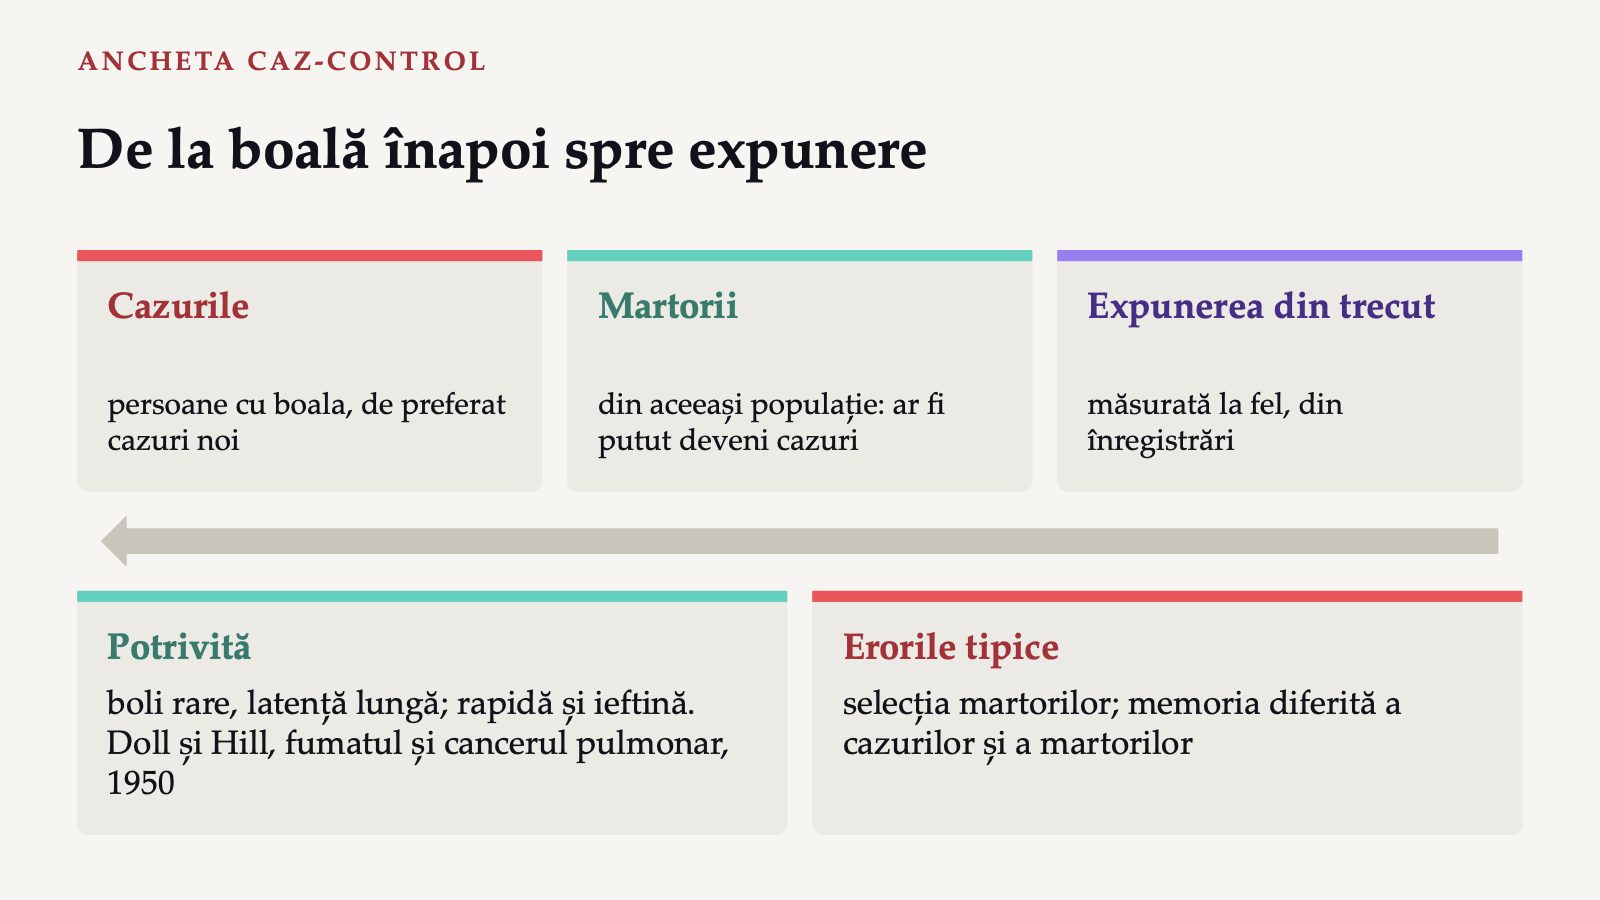 ANCHETA CAZ-CONTROL
De la boală înapoi spre expunere
Cazurile
persoane cu boala, de preferat
cazuri noi
Martorii
din aceeași populație: ar fi
putut deveni cazuri
Expunerea din trecut
măsurată la fel, din
înregistrări
Potrivită
boli rare, latență lungă; rapidă și ieftină.
Doll și Hill, fumatul și cancerul pulmonar,
1950
Erorile tipice
selecția martorilor; memoria diferită a
cazurilor și a martorilor